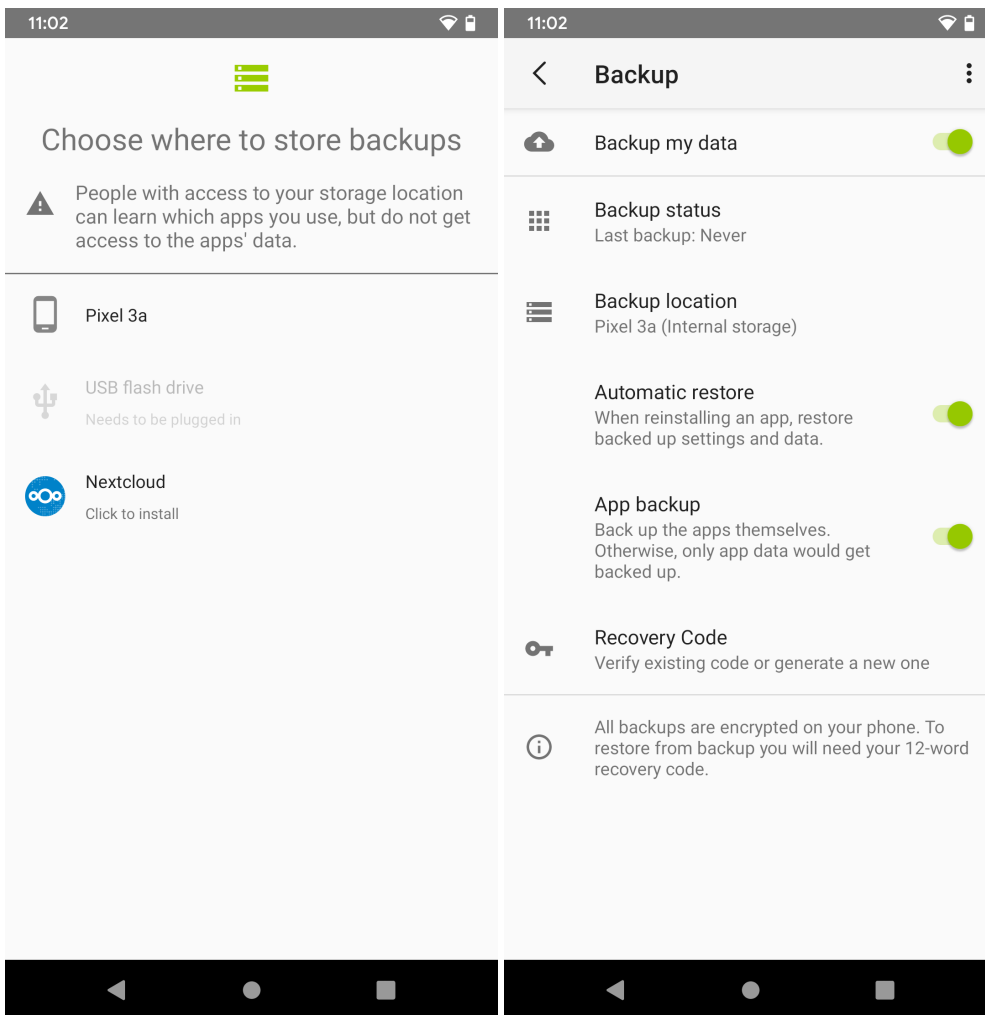 11:02
Choose where to store backups
People with access to your storage location
can learn which apps you use, but do not get
access to the apps' data.
Pixel 3a
USB flash drive
Needs to be plugged in
Nextcloud
Click to install
11:02
Backup
Backup my data
Backup status
Last backup: Never
Backup location
Pixel 3a (Internal storage)
Automatic restore
When reinstalling an app, restore
backed up settings and data.
App backup
Back up the apps themselves.
Otherwise, only app data would get
backed up.
Recovery Code
Verify existing code or generate a new one
All backups are encrypted on your phone. To
restore from backup you will need your 12-word
recovery code.